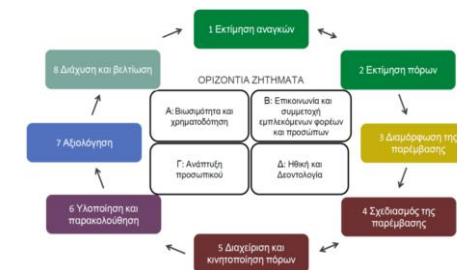 1 Εκτίμηση αναγκών
8 Διάχυση και βελτίωση
2 Εκτίμηση πόρων
ΟΡΙΖΟΝΤΙΑ ΖΗΤΗΜΑΤΑ
Α: Βιωσιμότητα και
χρηματοδότηση
Β: Επικοινωνία και
συμμετοχή
εμπλεκόμενων φορέων
και προσώπων
7 Αξιολόγηση
3 Διαμόρφωση της
παρέμβασης
Γ: Ανάπτυξη
προσωπικού
Δ: Ηθική και
Δεοντολογία
6 Υλοποίηση και
παρακολούθηση
4 Σχεδιασμός της
παρέμβασης
5 Διαχείριση και
κινητοποίηση πόρων